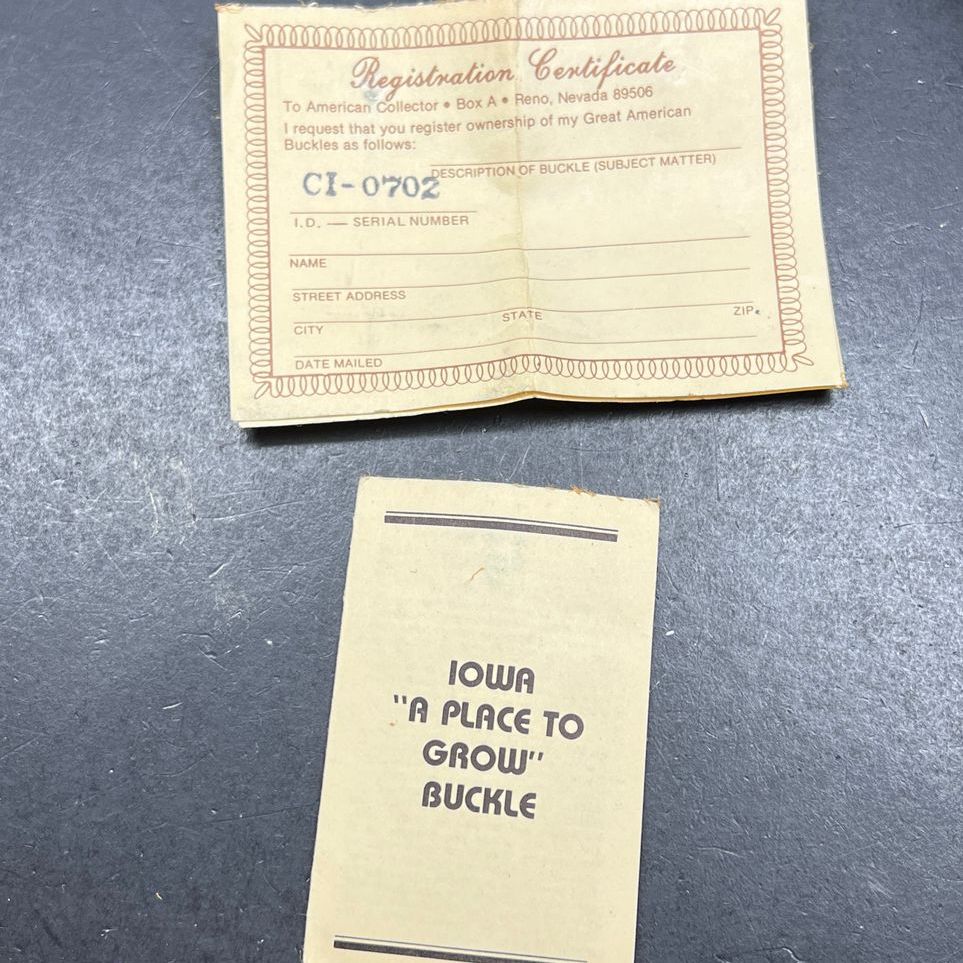 Registration Certificate
To American Collector • Box A • Reno, Nevada 89506
I request that you register ownership of my Great American
Buckles as follows:
DESCRIPTION OF BUCKLE (SUBJECT MATTER)
CI-0702
I.D. — SERIAL NUMBER
NAME
STREET ADDRESS
CITY STATE ZIP
DATE MAILED
IOWA
"A PLACE TO
GROW"
BUCKLE